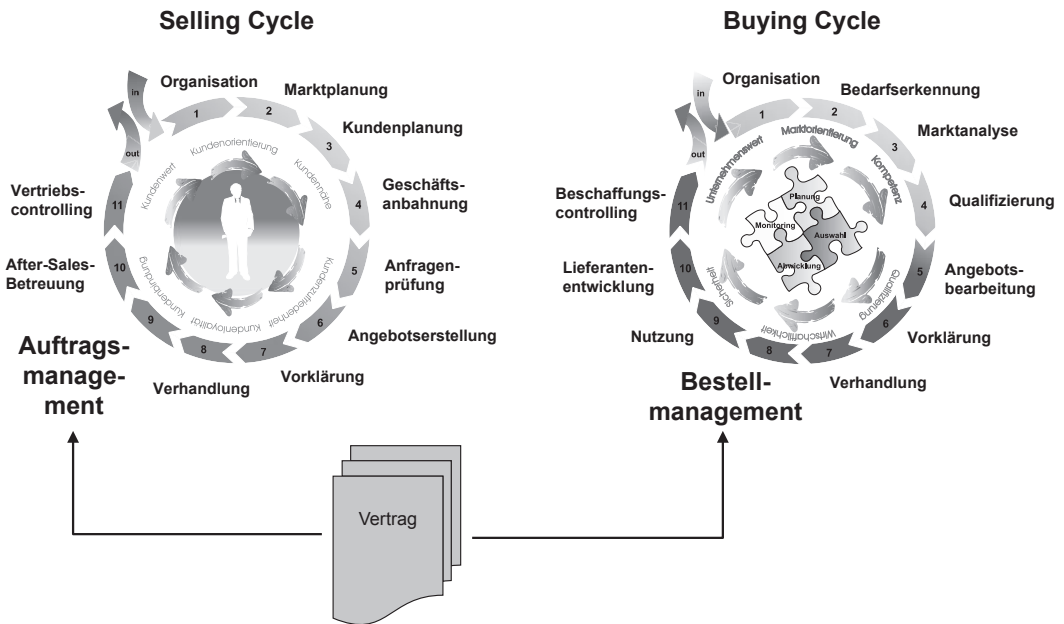 Selling Cycle
Organisation
Marktplanung
Kundenplanung
Geschäfts-
anbahnung
Anfragen-
prüfung
Angebotserstellung
Vorklärung
Verhandlung
Auftrags-
manage-
ment
After-Sales-
Betreuung
Vertriebs-
controlling
in
out
1
2
3
4
5
6
7
8
9
10
11
Kundenwert
Kundenorientierung
Kundennähe
Kundenzufriedenheit
Kundenloyalität
Kundenbindung
Buying Cycle
Organisation
Bedarfserkennung
Marktanalyse
Qualifizierung
Angebots-
bearbeitung
Vorklärung
Verhandlung
Bestell-
management
Nutzung
Lieferanten-
entwicklung
Beschaffungs-
controlling
in
out
1
2
3
4
5
6
7
8
9
10
11
Unternehmenswert
Marktorientierung
Kompetenz
Qualifizierung
Wirtschaftlichkeit
Sicherheit
Planung
Monitoring
Auswahl
Abwicklung
Vertrag